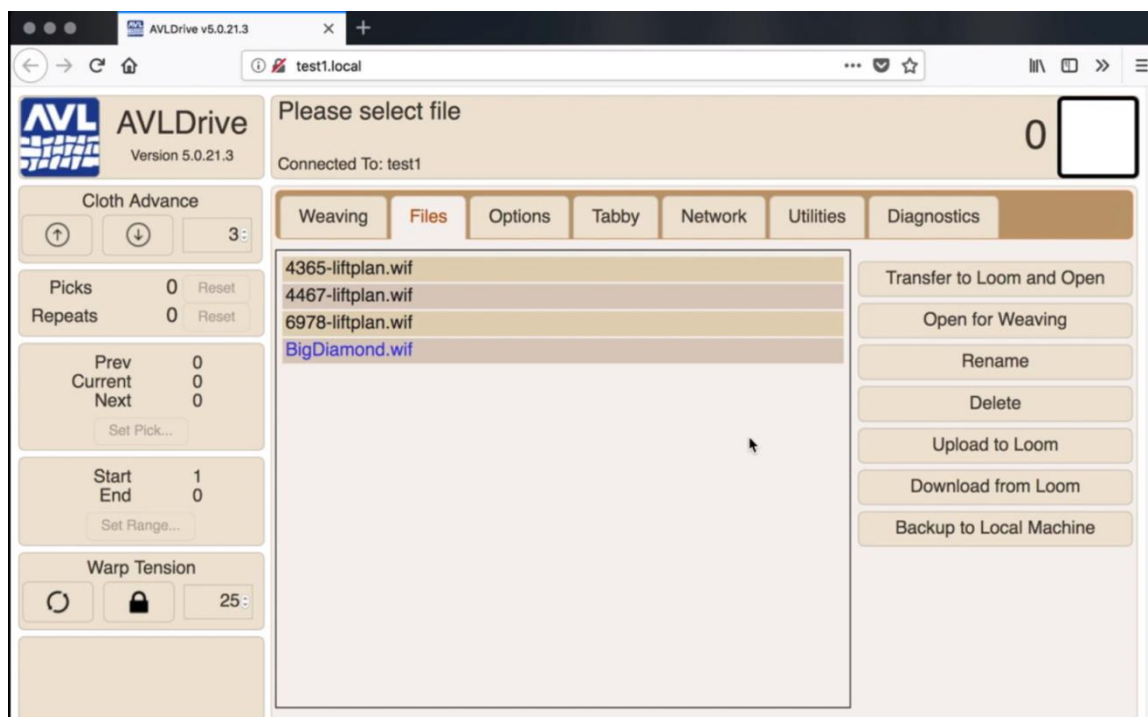 AVLDrive v5.0.21.3
test1.local
AVL
AVLDrive
Version 5.0.21.3
Please select file
Connected To: test1
0
Cloth Advance
3
Picks 0 Reset
Repeats 0 Reset
Prev 0
Current 0
Next 0
Set Pick...
Start 1
End 0
Set Range...
Warp Tension
25
Weaving Files Options Tabby Network Utilities Diagnostics
4365-liftplan.wif
4467-liftplan.wif
6978-liftplan.wif
BigDiamond.wif
Transfer to Loom and Open
Open for Weaving
Rename
Delete
Upload to Loom
Download from Loom
Backup to Local Machine